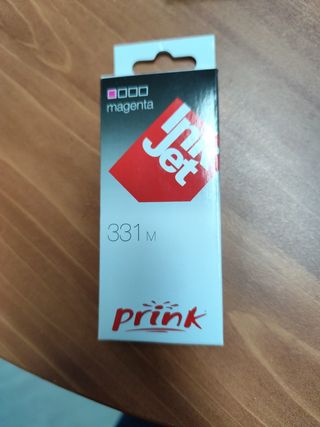 magenta
Ink
Jet
331 M
prink